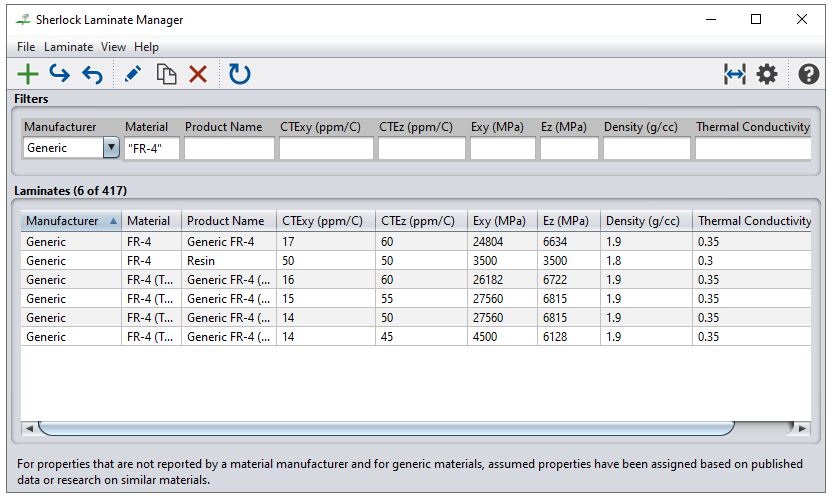 Sherlock Laminate Manager
File Laminate View Help
Filters
Manufacturer Material Product Name CTExy (ppm/C) CTEz (ppm/C) Exy (MPa) Ez (MPa) Density (g/cc) Thermal Conductivity
Generic "FR-4"
Laminates (6 of 417)
Manufacturer Material Product Name CTExy (ppm/C) CTEz (ppm/C) Exy (MPa) Ez (MPa) Density (g/cc) Thermal Conductivity
Generic FR-4 Generic FR-4 17 60 24804 6634 1.9 0.35
Generic FR-4 Resin 50 50 3500 3500 1.8 0.3
Generic FR-4 (T... Generic FR-4 (... 16 60 26182 6722 1.9 0.35
Generic FR-4 (T... Generic FR-4 (... 15 55 27560 6815 1.9 0.35
Generic FR-4 (T... Generic FR-4 (... 14 50 27560 6815 1.9 0.35
Generic FR-4 (T... Generic FR-4 (... 14 45 4500 6128 1.9 0.35
For properties that are not reported by a material manufacturer and for generic materials, assumed properties have been assigned based on published
data or research on similar materials.